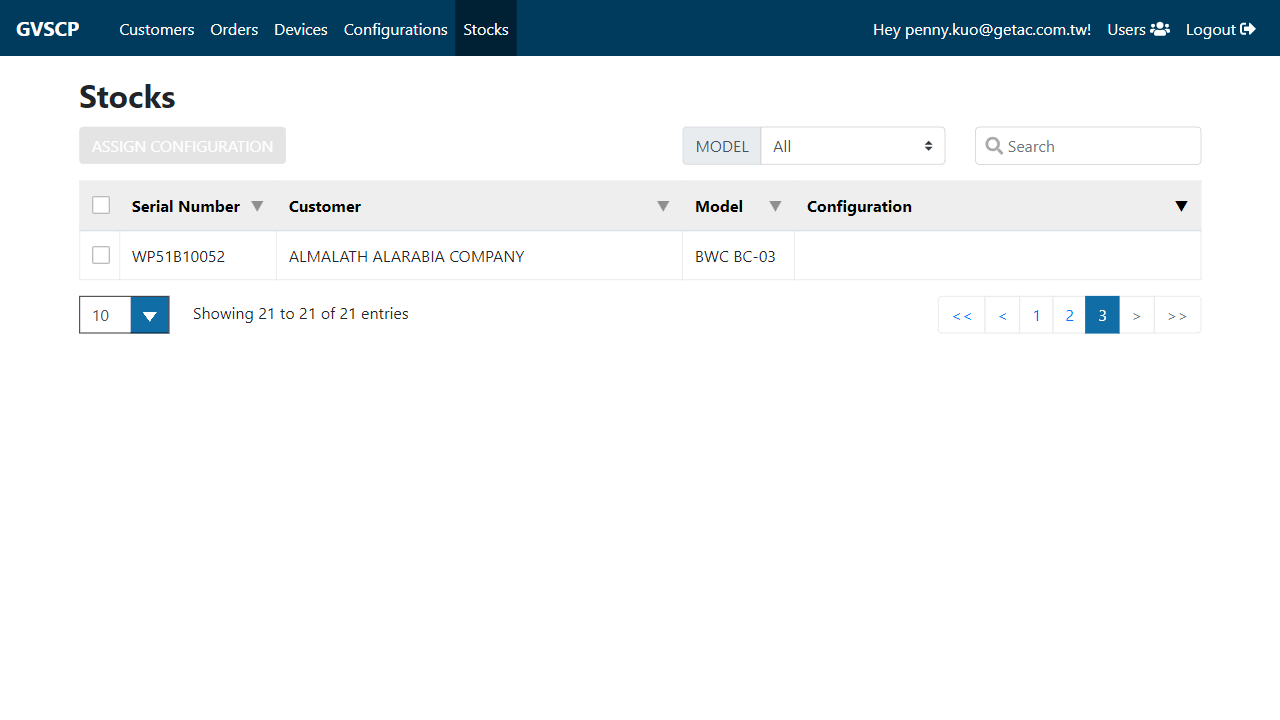 GVSCP Customers Orders Devices Configurations Stocks Hey penny.kuo@getac.com.tw! Users Logout
Stocks
ASSIGN CONFIGURATION MODEL All Search
Serial Number Customer Model Configuration
WP51B10052 ALMALATH ALARABIA COMPANY BWC BC-03
10 Showing 21 to 21 of 21 entries << < 1 2 3 > >>